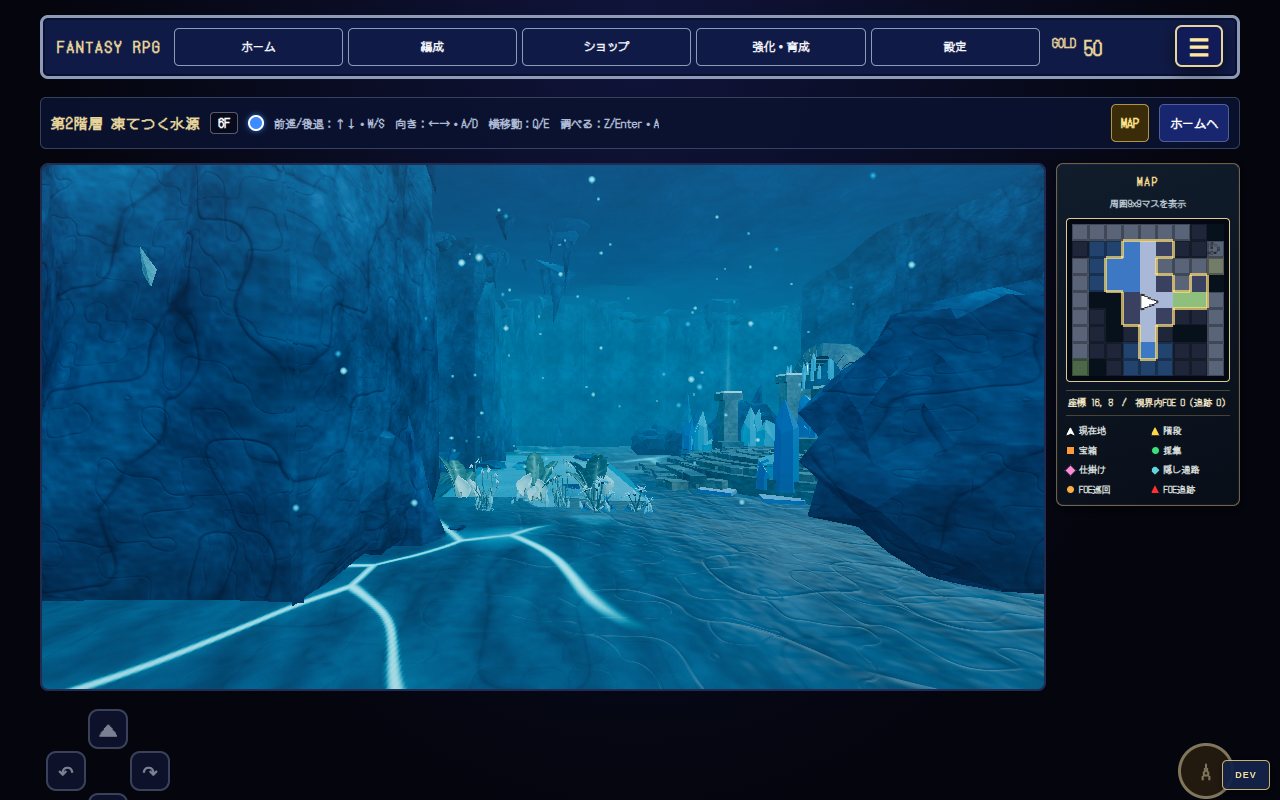 FANTASY RPG
ホーム
編成
ショップ
強化・育成
設定
GOLD 50
第2階層 凍てつく水源
6F
前進/後退:↑↓・W/S 向き:←→・A/D 横移動:Q/E 調べる:Z/Enter・A
MAP
ホームへ
MAP
周囲9x9マスを表示
座標 16, 8 / 視界内FOE 0 (追跡 0)
現在地
階段
宝箱
採集
仕掛け
隠し通路
FOE巡回
FOE追跡
A
DEV